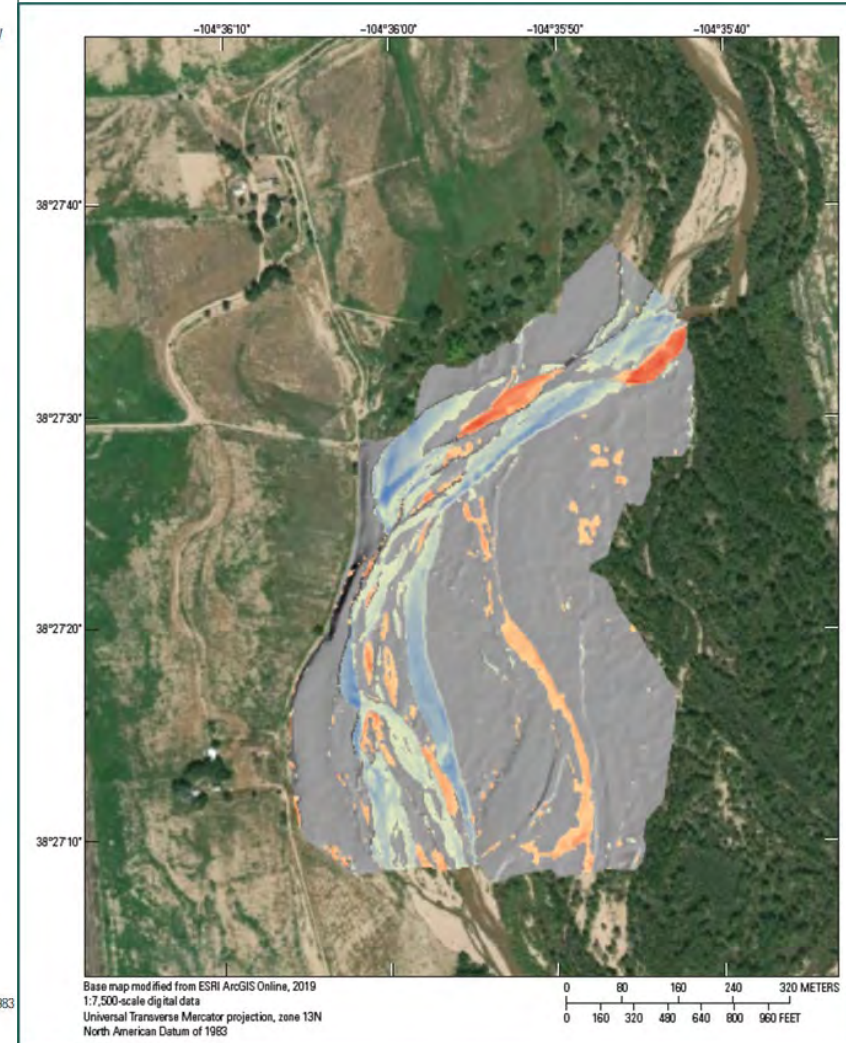 −104°36'10" −104°36'00" −104°35'50" −104°35'40"
38°27'40"
38°27'30"
38°27'20"
38°27'10"
983
Base map modified from ESRI ArcGIS Online, 2019
1:7,500-scale digital data
Universal Transverse Mercator projection, zone 13N
North American Datum of 1983
0 80 160 240 320 METERS
0 160 320 480 640 800 960 FEET